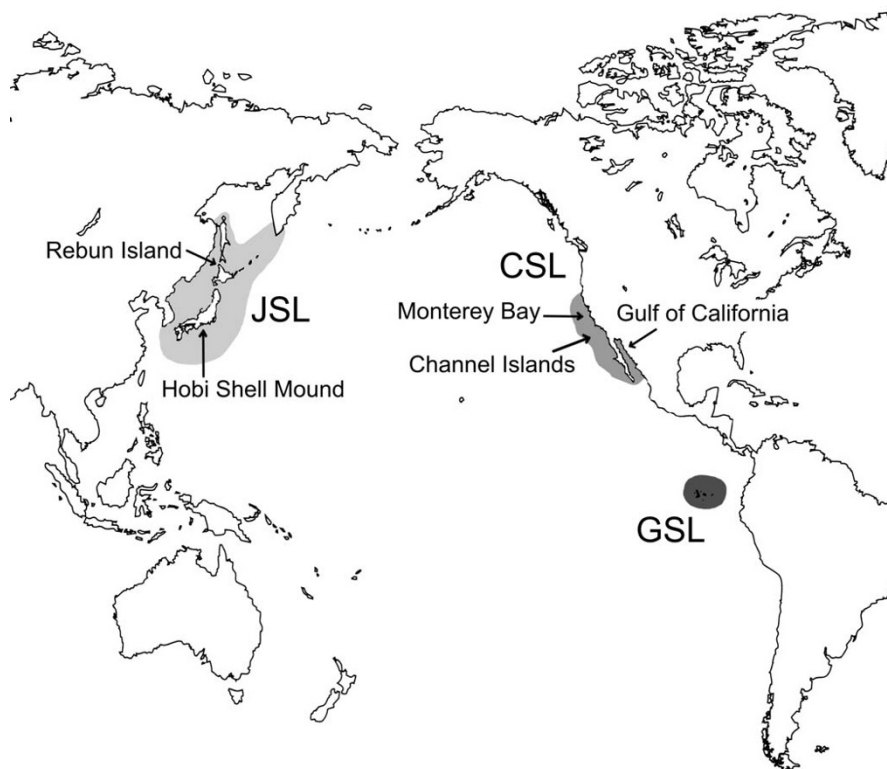 Rebun Island
JSL
Hobi Shell Mound
CSL
Monterey Bay
Gulf of California
Channel Islands
GSL